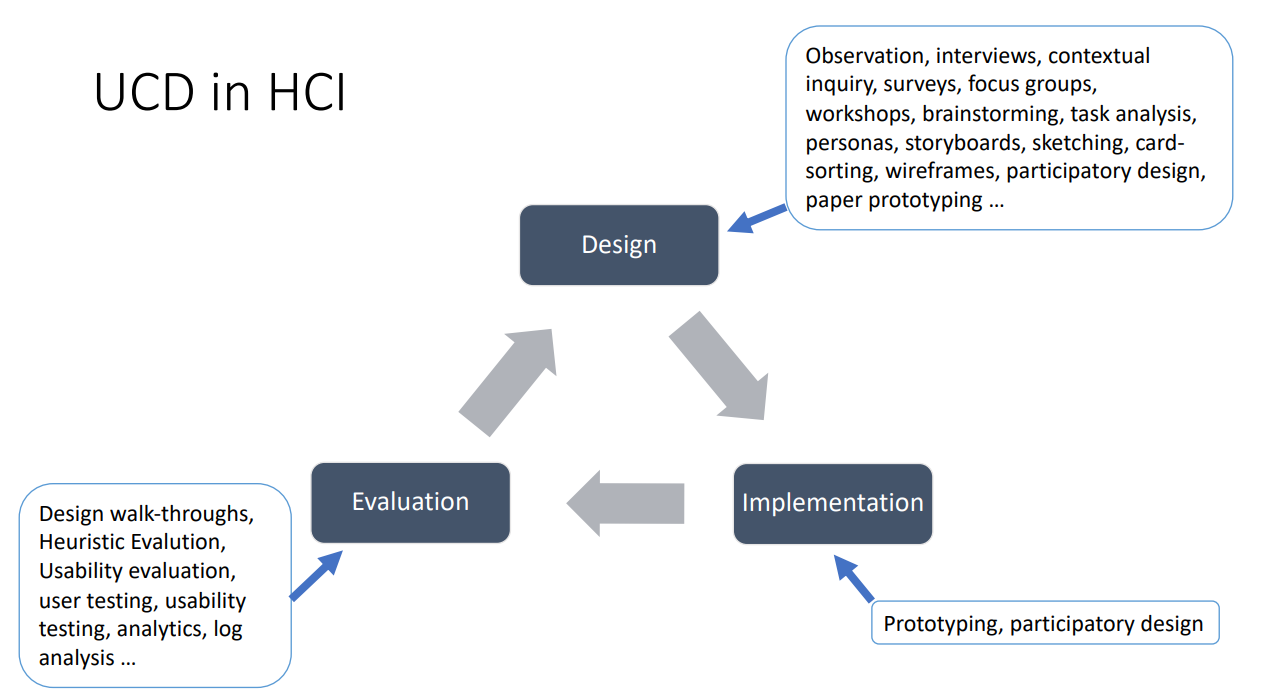 UCD in HCI
Observation, interviews, contextual
inquiry, surveys, focus groups,
workshops, brainstorming, task analysis,
personas, storyboards, sketching, card-
sorting, wireframes, participatory design,
paper prototyping ...
Design
Evaluation
Implementation
Design walk-throughs,
Heuristic Evalution,
Usability evaluation,
user testing, usability
testing, analytics, log
analysis ...
Prototyping, participatory design